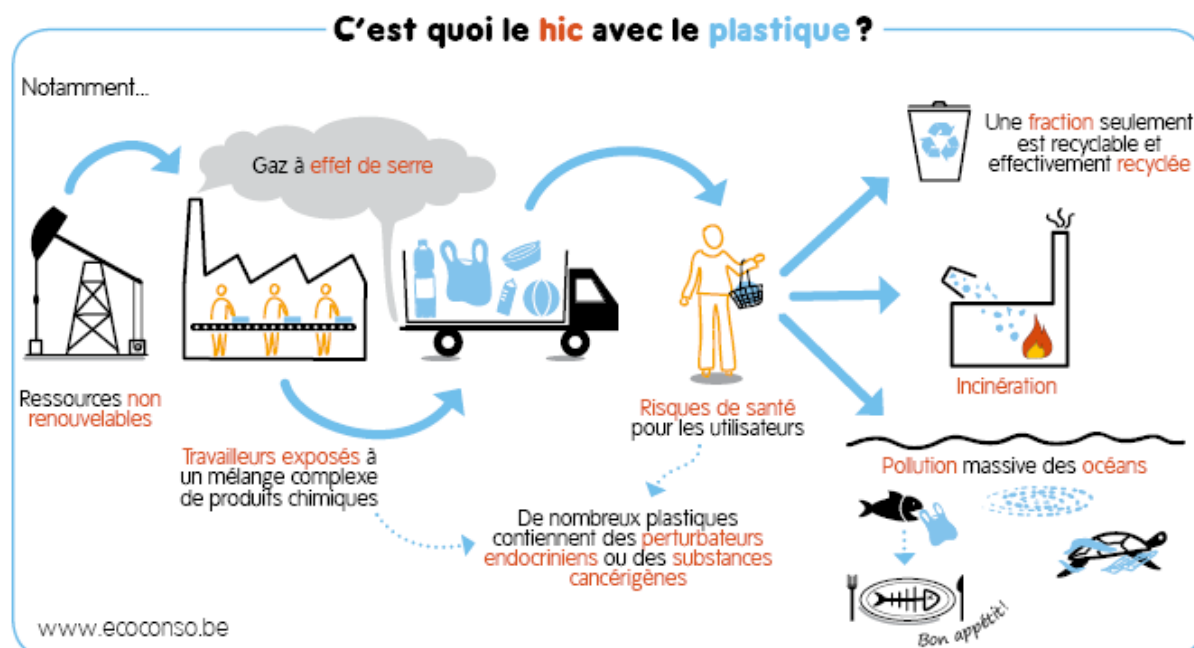 C'est quoi le hic avec le plastique ?
Notamment...
Gaz à effet de serre
Une fraction seulement
est recyclable et
effectivement recyclée
Ressources non
renouvelables
Travailleurs exposés à
un mélange complexe
de produits chimiques
Risques de santé
pour les utilisateurs
De nombreux plastiques
contiennent des perturbateurs
endocriniens ou des substances
cancérigènes
Incinération
Pollution massive des océans
Bon appétit!
www.ecoconso.be